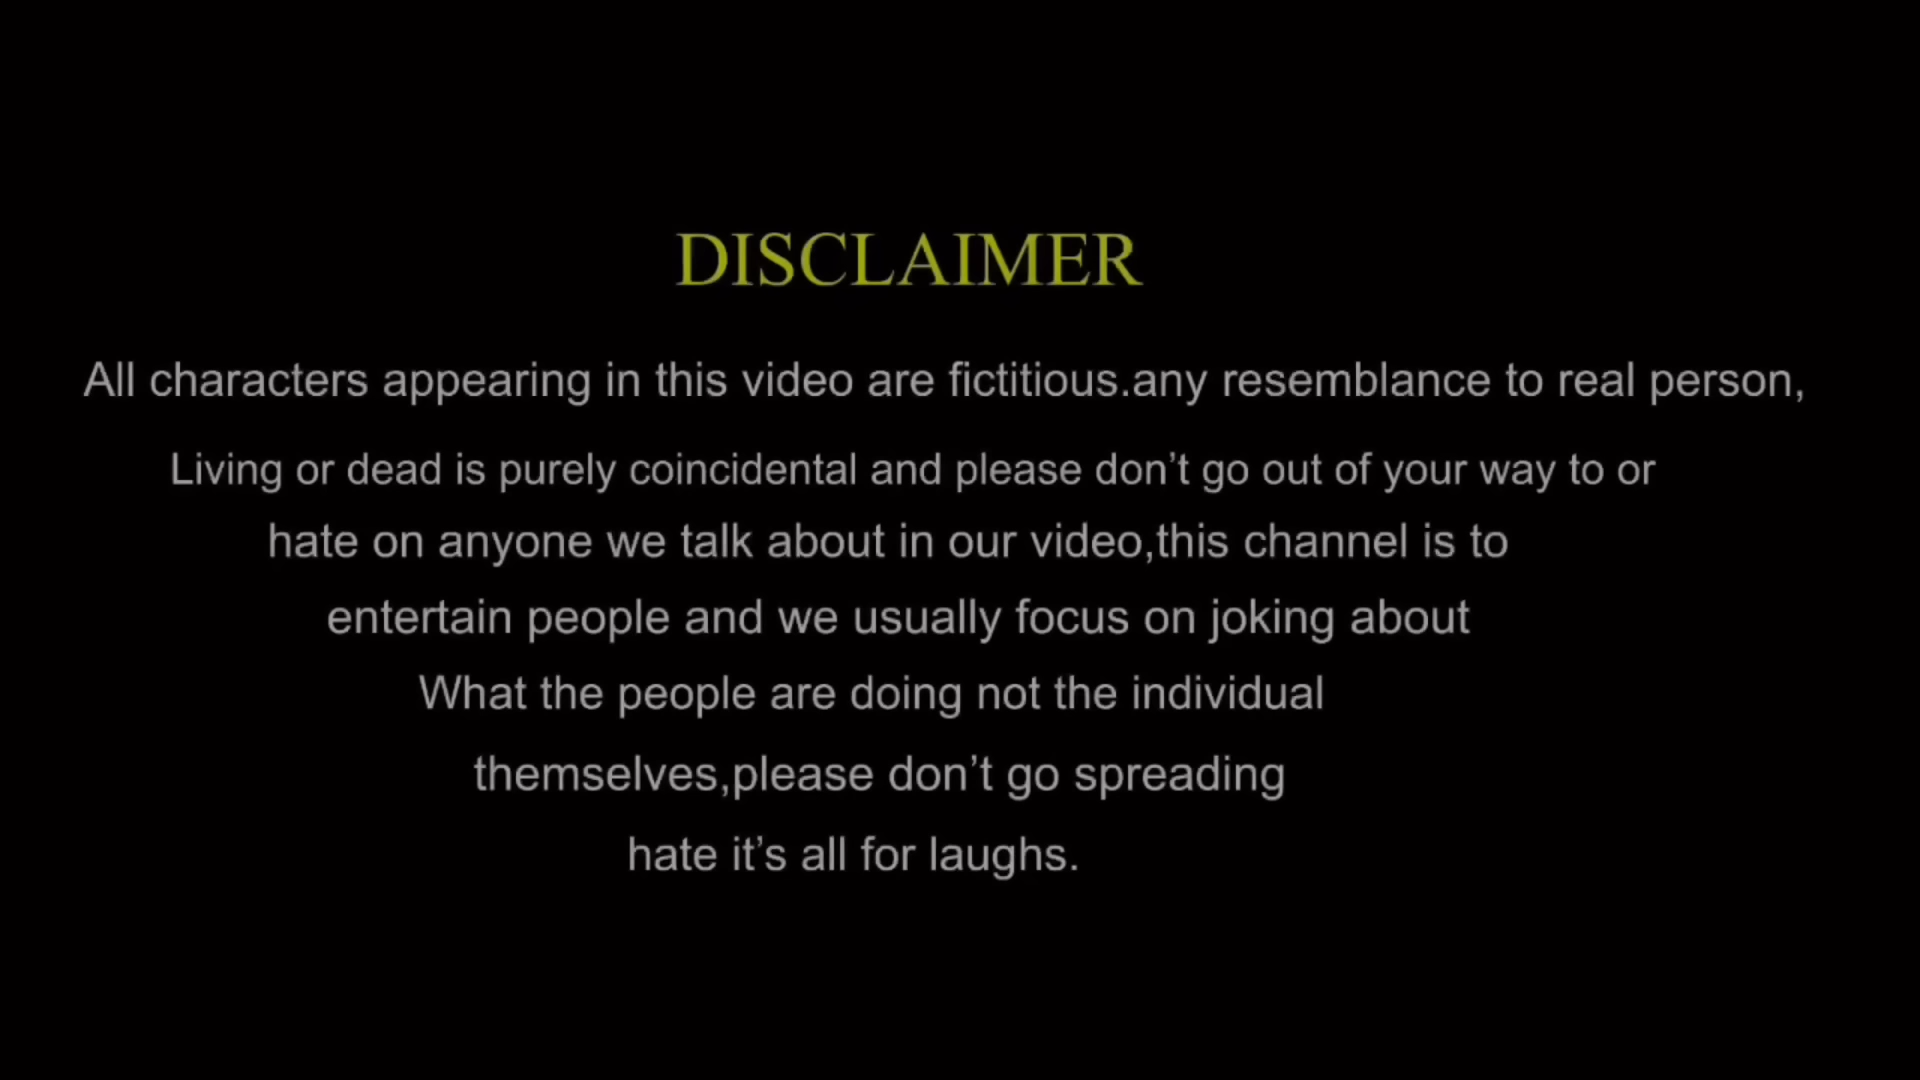 DISCLAIMER
All characters appearing in this video are fictitious.any resemblance to real person,
Living or dead is purely coincidental and please don’t go out of your way to or
hate on anyone we talk about in our video,this channel is to
entertain people and we usually focus on joking about
What the people are doing not the individual
themselves,please don’t go spreading
hate it’s all for laughs.